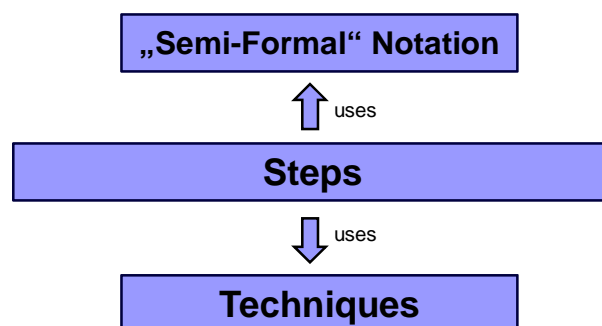 „Semi-Formal“ Notation
uses
Steps
uses
Techniques